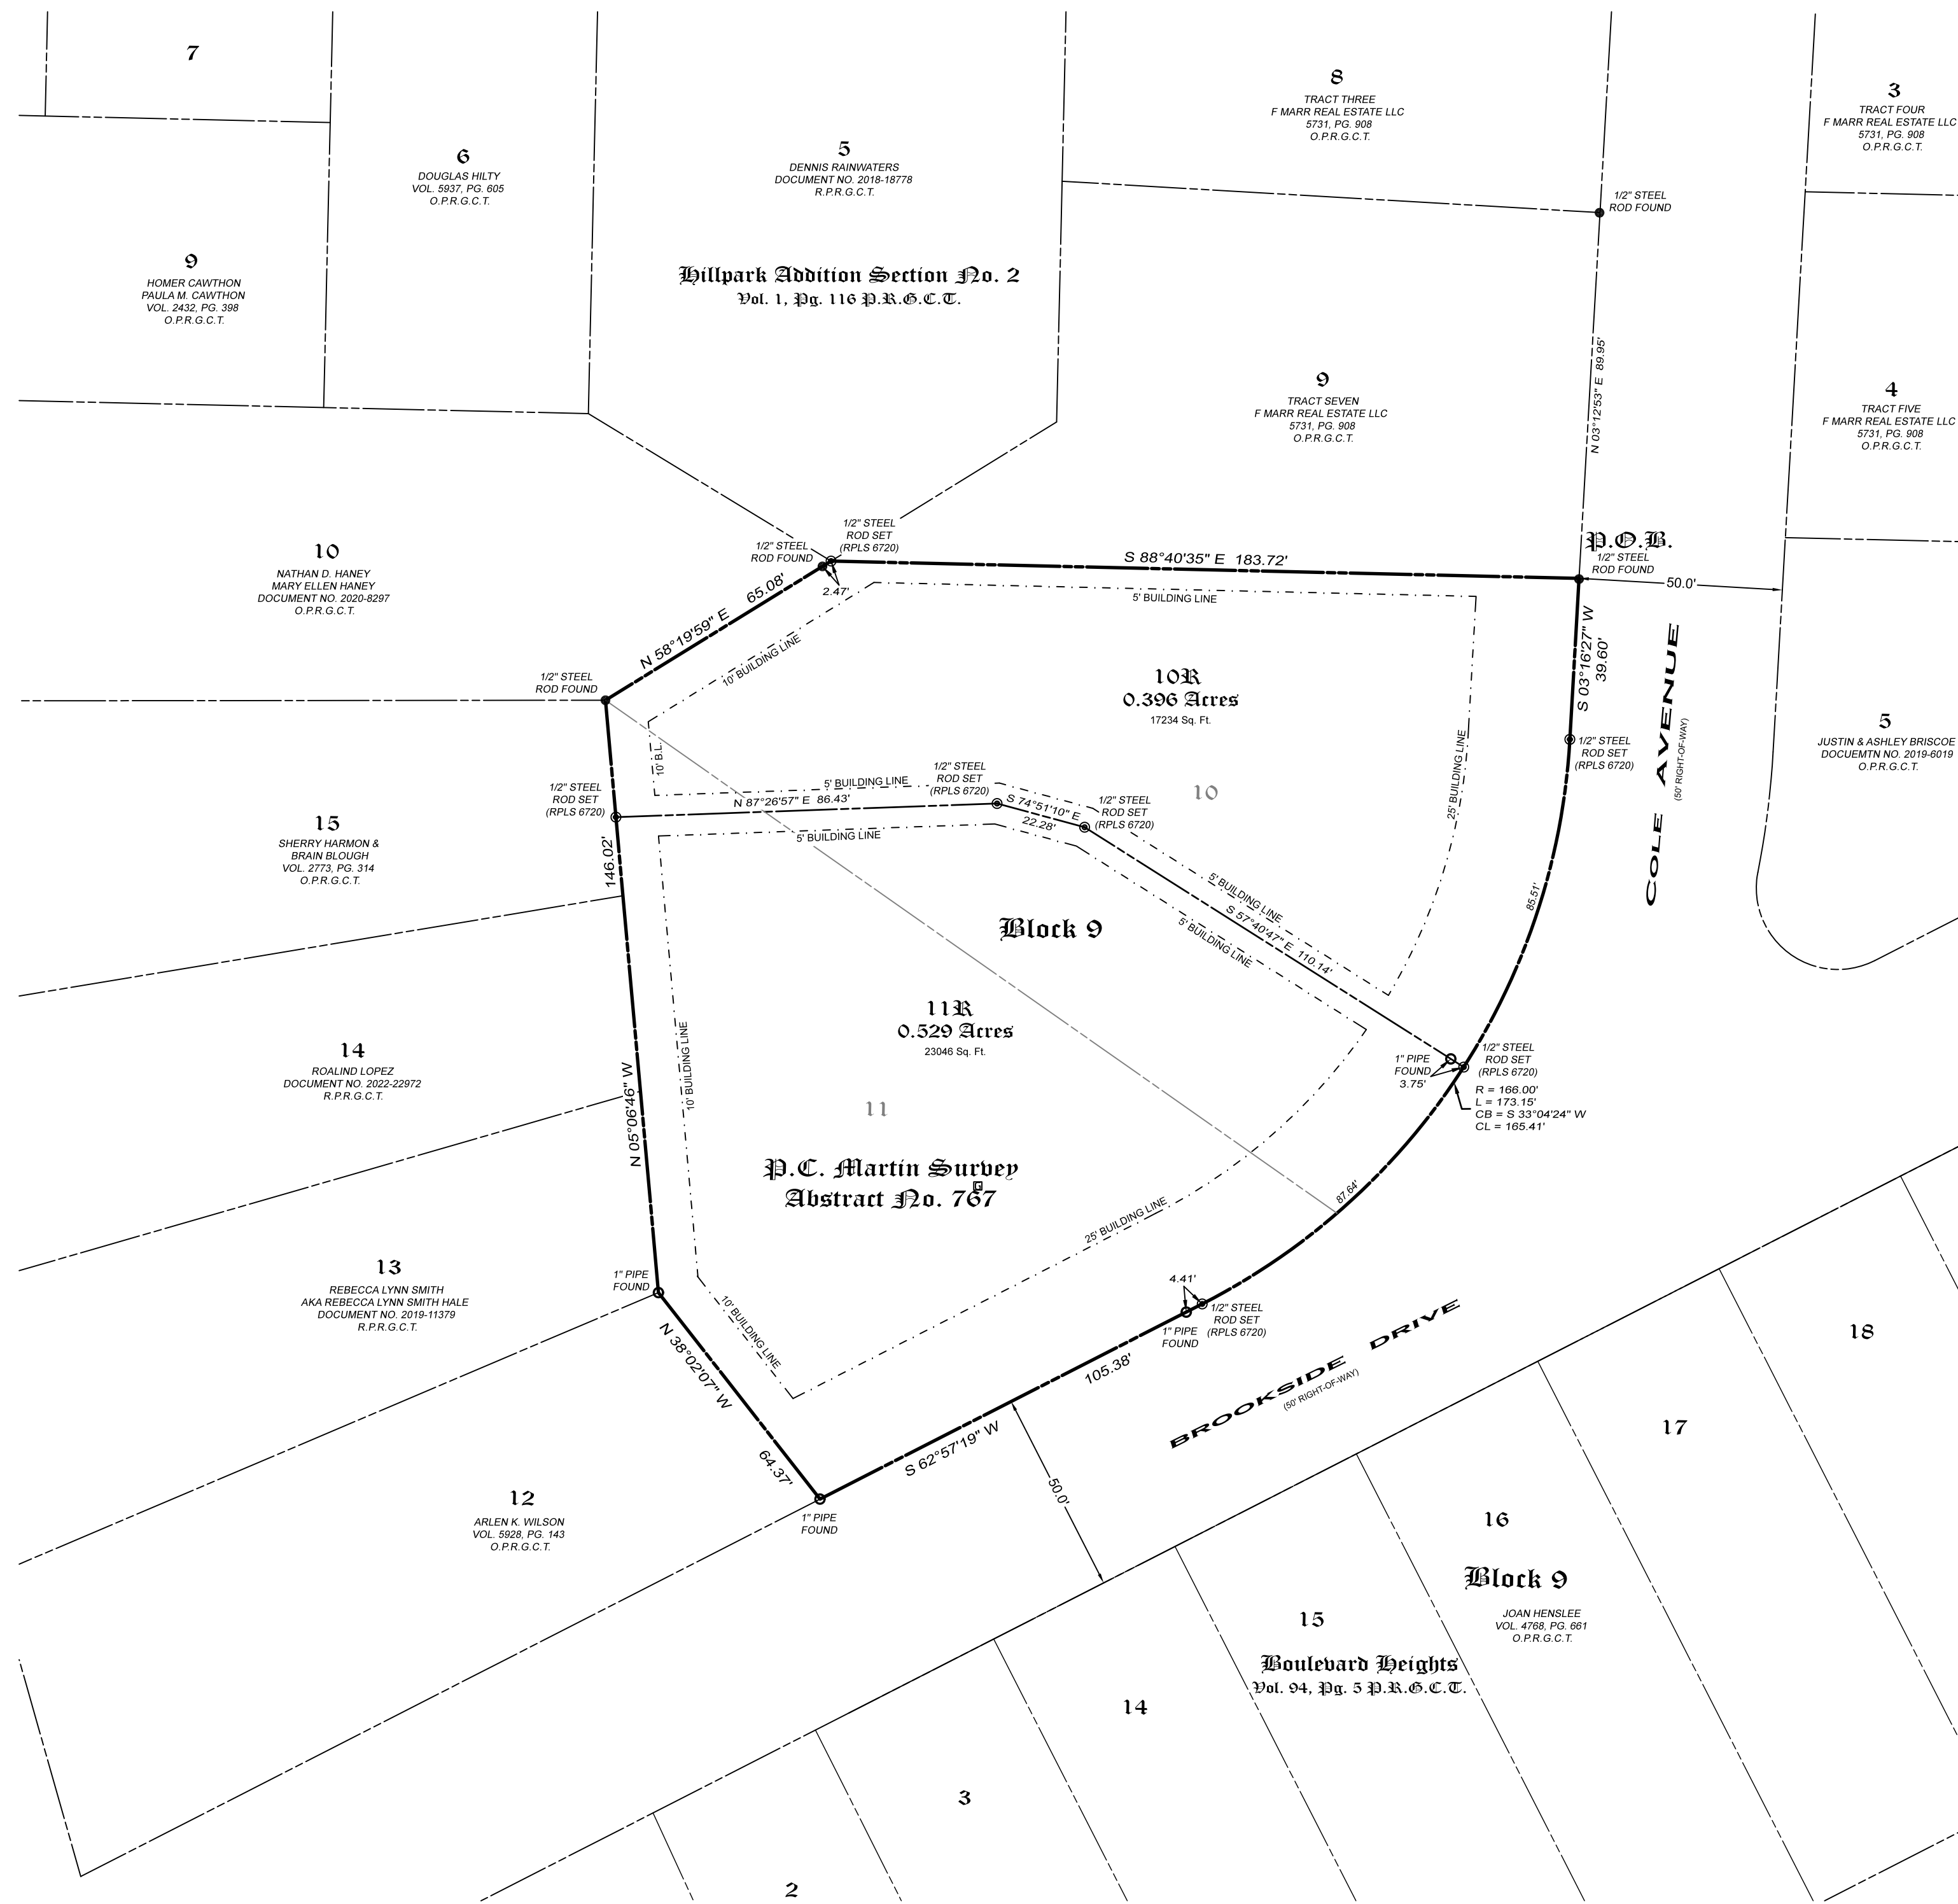 7
6
DOUGLAS HILTY
VOL. 5937, PG. 605
O.P.R.G.C.T.
5
DENNIS RAINWATERS
DOCUMENT NO. 2018-18778
R.P.R.G.C.T.
8
TRACT THREE
F MARR REAL ESTATE LLC
5731, PG. 908
O.P.R.G.C.T.
3
TRACT FOUR
F MARR REAL ESTATE LLC
5731, PG. 908
O.P.R.G.C.T.
1/2" STEEL
ROD FOUND
9
HOMER CAWTHON
PAULA M. CAWTHON
VOL. 2432, PG. 398
O.P.R.G.C.T.
Hillpark Addition Section No. 2
Vol. 1, Pg. 116 P.R.G.C.T.
9
TRACT SEVEN
F MARR REAL ESTATE LLC
5731, PG. 908
O.P.R.G.C.T.
N 03°12'53" E 89.95'
4
TRACT FIVE
F MARR REAL ESTATE LLC
5731, PG. 908
O.P.R.G.C.T.
10
NATHAN D. HANEY
MARY ELLEN HANEY
DOCUMENT NO. 2020-8297
O.P.R.G.C.T.
1/2" STEEL
ROD FOUND
1/2" STEEL
ROD SET
(RPLS 6720)
2.47'
S 88°40'35" E 183.72'
P.O.B.
1/2" STEEL
ROD FOUND
50.0'
N 58°19'59" E 65.08'
10' BUILDING LINE
5' BUILDING LINE
S 03°16'27" W
39.60'
1/2" STEEL
ROD FOUND
10R
0.396 Acres
17234 Sq. Ft.
COLE AVENUE
(50' RIGHT-OF-WAY)
5
JUSTIN & ASHLEY BRISCOE
DOCUEMTN NO. 2019-6019
O.P.R.G.C.T.
1/2" STEEL
ROD SET
(RPLS 6720)
10' B.L.
5' BUILDING LINE
1/2" STEEL
ROD SET
(RPLS 6720)
1/2" STEEL
ROD SET
(RPLS 6720)
N 87°26'57" E 86.43'
S 74°51'10" E
22.28'
1/2" STEEL
ROD SET
(RPLS 6720)
10
25' BUILDING LINE
15
SHERRY HARMON &
BRAIN BLOUGH
VOL. 2773, PG. 314
O.P.R.G.C.T.
5' BUILDING LINE
146.02'
5' BUILDING LINE
S 57°40'47" E 110.14'
5' BUILDING LINE
85.51'
Block 9
11R
0.529 Acres
23046 Sq. Ft.
14
ROALIND LOPEZ
DOCUMENT NO. 2022-22972
R.P.R.G.C.T.
N 05°06'46" W
10' BUILDING LINE
11
1" PIPE
FOUND
3.75'
1/2" STEEL
ROD SET
(RPLS 6720)
R = 166.00'
L = 173.15'
CB = S 33°04'24" W
CL = 165.41'
P.C. Martin Survey
Abstract No. 767
G
87.64'
25' BUILDING LINE
13
REBECCA LYNN SMITH
AKA REBECCA LYNN SMITH HALE
DOCUMENT NO. 2019-11379
R.P.R.G.C.T.
1" PIPE
FOUND
10' BUILDING LINE
4.41'
1/2" STEEL
ROD SET
(RPLS 6720)
1" PIPE
FOUND
N 38°02'07" W
64.37'
105.38'
S 62°57'19" W
BROOKSIDE DRIVE
(50' RIGHT-OF-WAY)
18
17
12
ARLEN K. WILSON
VOL. 5928, PG. 143
O.P.R.G.C.T.
1" PIPE
FOUND
50.0'
16
Block 9
JOAN HENSLEE
VOL. 4768, PG. 661
O.P.R.G.C.T.
15
Boulevard Heights
Vol. 94, Pg. 5 P.R.G.C.T.
14
3
2